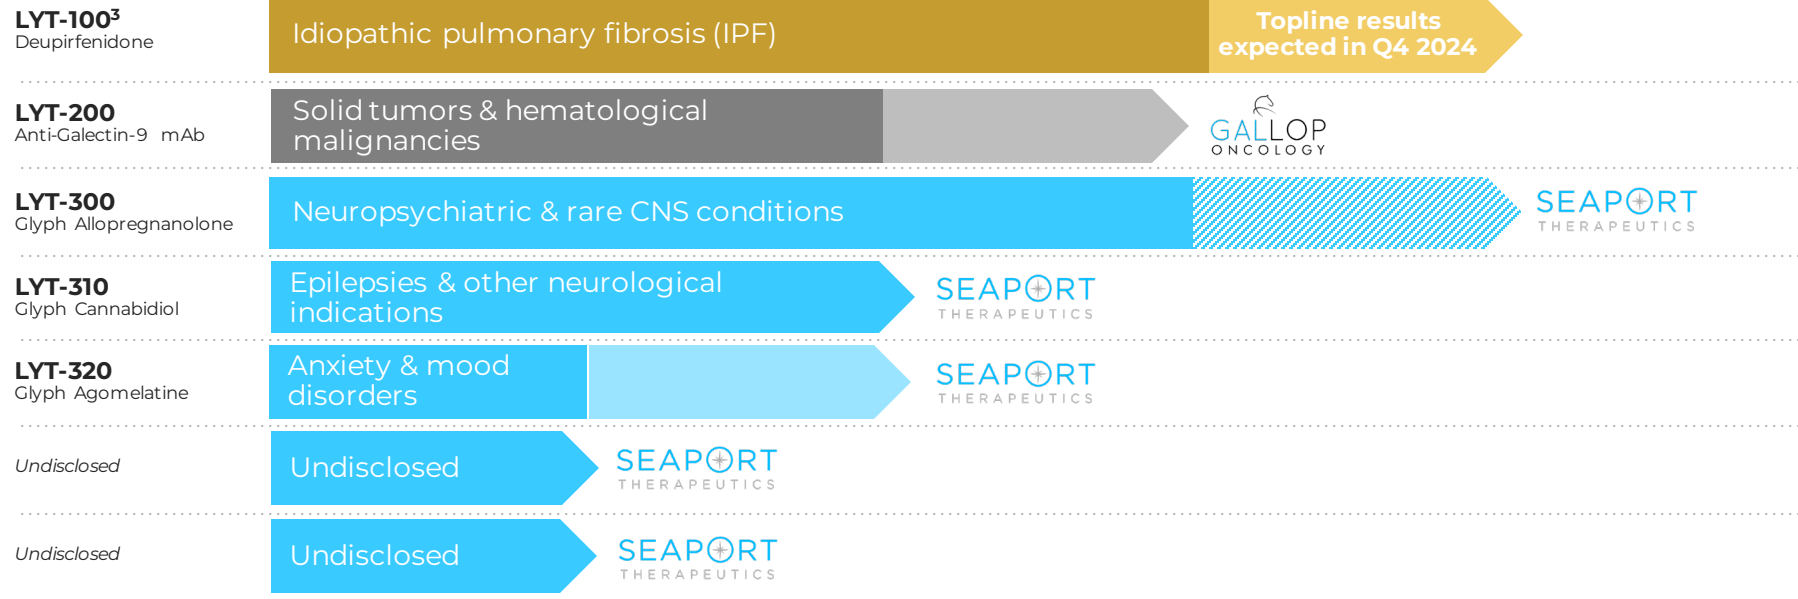 LYT-100³
Deupirfenidone
Idiopathic pulmonary fibrosis (IPF)
Topline results
expected in Q4 2024
LYT-200
Anti-Galectin-9 mAb
Solid tumors & hematological
malignancies
GALLOP
ONCOLOGY
LYT-300
Glyph Allopregnanolone
Neuropsychiatric & rare CNS conditions
SEAPORT
THERAPEUTICS
LYT-310
Glyph Cannabidiol
Epilepsies & other neurological
indications
SEAPORT
THERAPEUTICS
LYT-320
Glyph Agomelatine
Anxiety & mood
disorders
SEAPORT
THERAPEUTICS
Undisclosed
Undisclosed
SEAPORT
THERAPEUTICS
Undisclosed
Undisclosed
SEAPORT
THERAPEUTICS